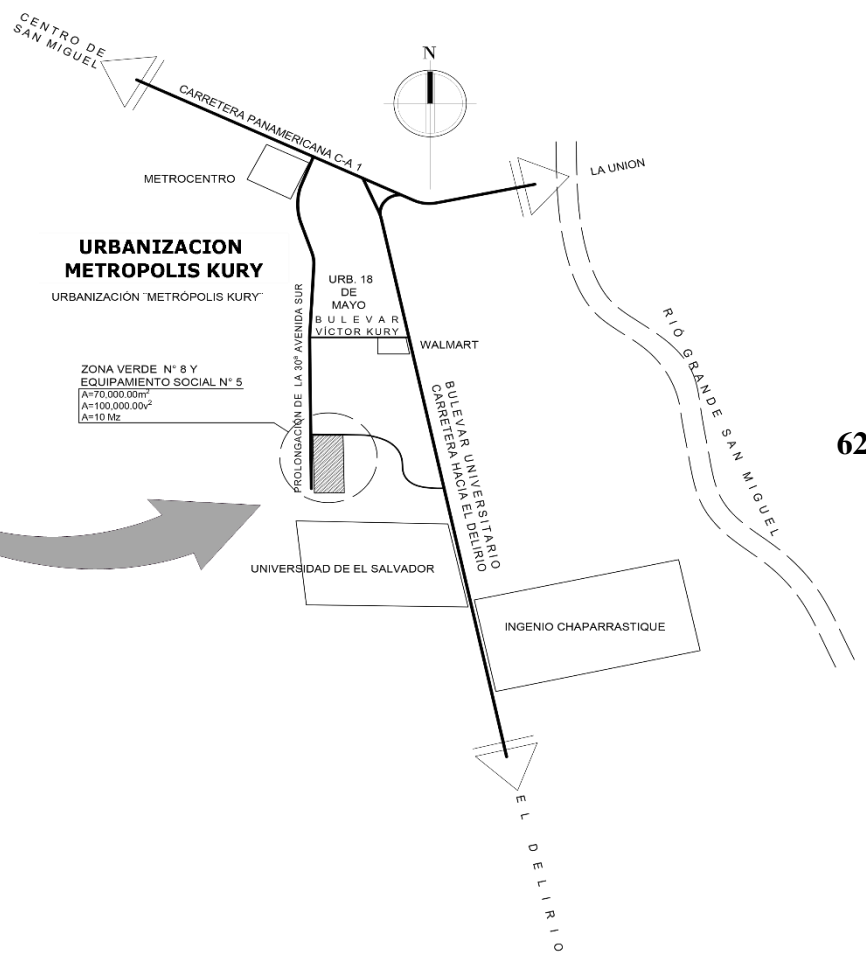 CENTRO DE
SAN MIGUEL
N
CARRETERA PANAMERICANA C-A 1
LA UNION
METROCENTRO
URBANIZACION
METROPOLIS KURY
URBANIZACIÓN ¨METRÓPOLIS KURY¨
URB. 18
DE
MAYO
BULEVAR
VÍCTOR KURY
WALMART
PROLONGACIÓN DE LA 30ª AVENIDA SUR
RIÓ GRANDE SAN MIGUEL
ZONA VERDE N° 8 Y
EQUIPAMIENTO SOCIAL N° 5
A=70,000.00m²
A=100,000.00v²
A=10 Mz
BULEVAR UNIVERSITARIO
CARRETERA HACIA EL DELIRIO
62
UNIVERSIDAD DE EL SALVADOR
INGENIO CHAPARRASTIQUE
EL DELIRIO